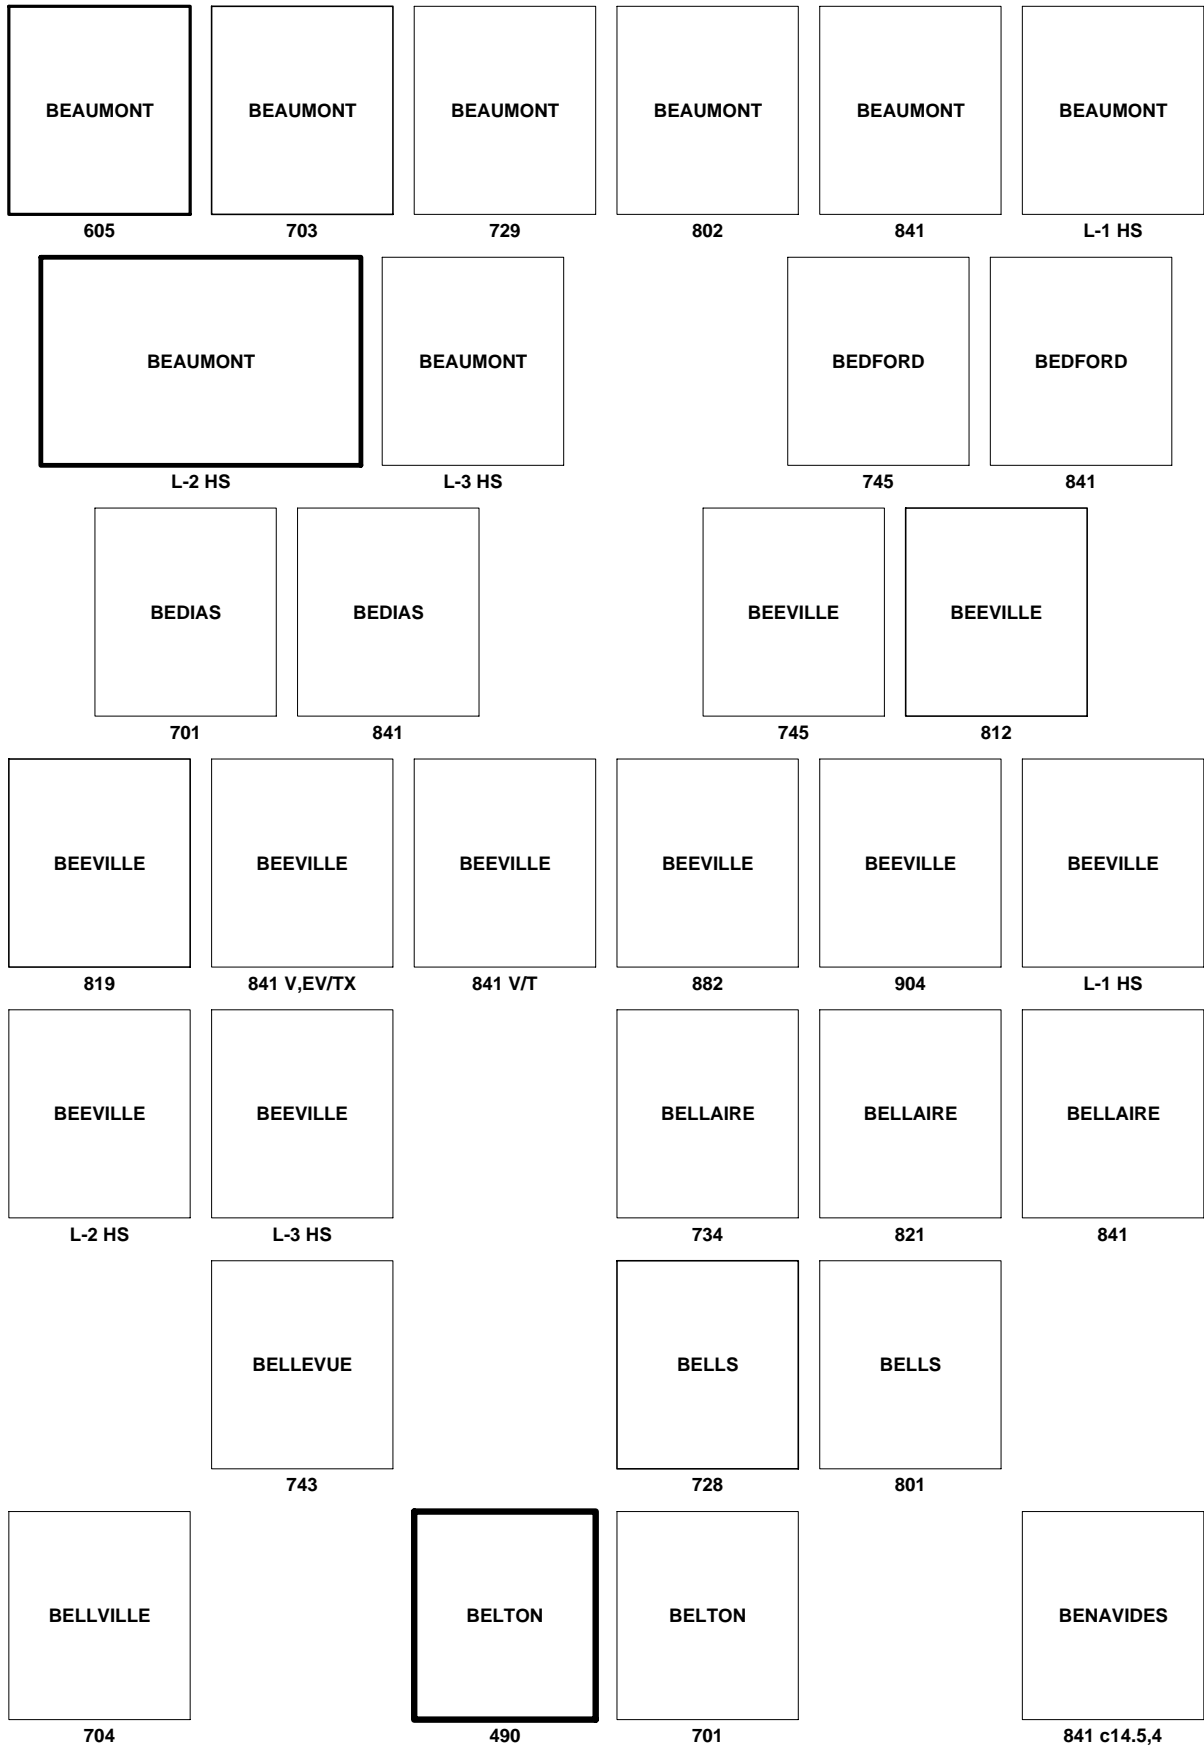 BEAUMONT BEAUMONT BEAUMONT BEAUMONT BEAUMONT BEAUMONT
605 703 729 802 841 L-1 HS
BEAUMONT BEAUMONT BEDFORD BEDFORD
L-2 HS L-3 HS 745 841
BEDIAS BEDIAS BEEVILLE BEEVILLE
701 841 745 812
BEEVILLE BEEVILLE BEEVILLE BEEVILLE BEEVILLE BEEVILLE
819 841 V,EV/TX 841 V/T 882 904 L-1 HS
BEEVILLE BEEVILLE BELLAIRE BELLAIRE BELLAIRE
L-2 HS L-3 HS 734 821 841
BELLEVUE BELLS BELLS
743 728 801
BELLVILLE BELTON BELTON BENAVIDES
704 490 701 841 c14.5,4